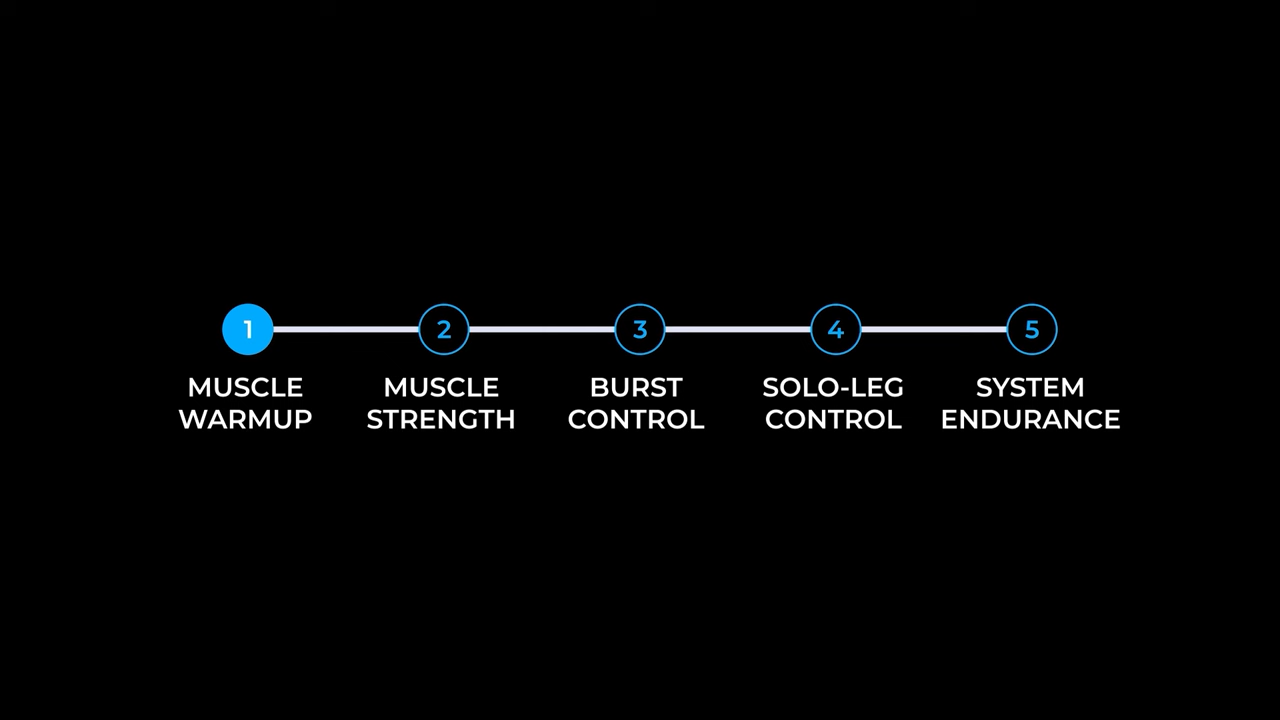 1 2 3 4 5
MUSCLE MUSCLE BURST SOLO-LEG SYSTEM
WARMUP STRENGTH CONTROL CONTROL ENDURANCE